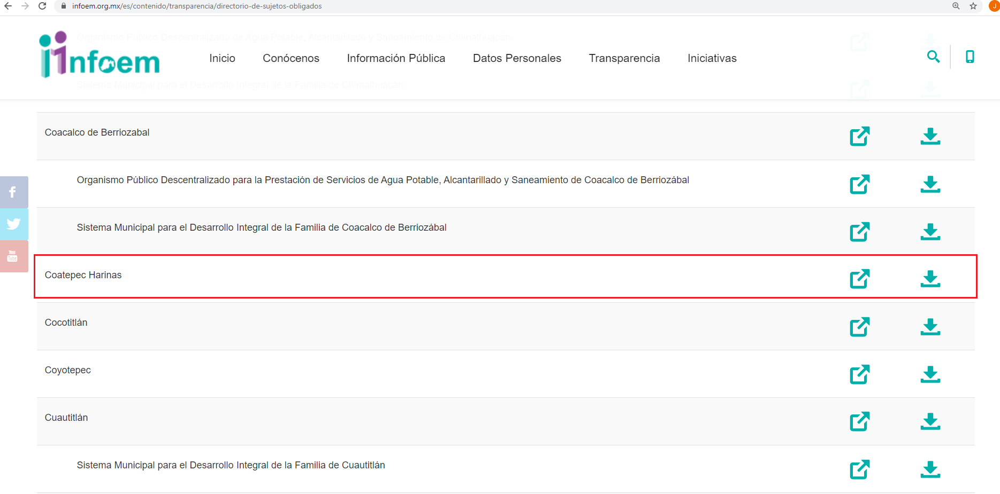 infoem.org.mx/es/contenido/transparencia/directorio-de-sujetos-obligados
J
Organismo Público Descentralizado de Agua Potable, Alcantarillado y Saneamiento de Chimalhuacán
infoem
Inicio
Conócenos
Información Pública
Datos Personales
Transparencia
Iniciativas
Sistema Municipal para el Desarrollo Integral de la Familia de Chimalhuacán
Coacalco de Berriozabal
Organismo Público Descentralizado para la Prestación de Servicios de Agua Potable, Alcantarillado y Saneamiento de Coacalco de Berriozábal
Sistema Municipal para el Desarrollo Integral de la Familia de Coacalco de Berriozábal
You
Tube
Coatepec Harinas
Cocotitlán
Coyotepec
Cuautitlán
Sistema Municipal para el Desarrollo Integral de la Familia de Cuautitlán